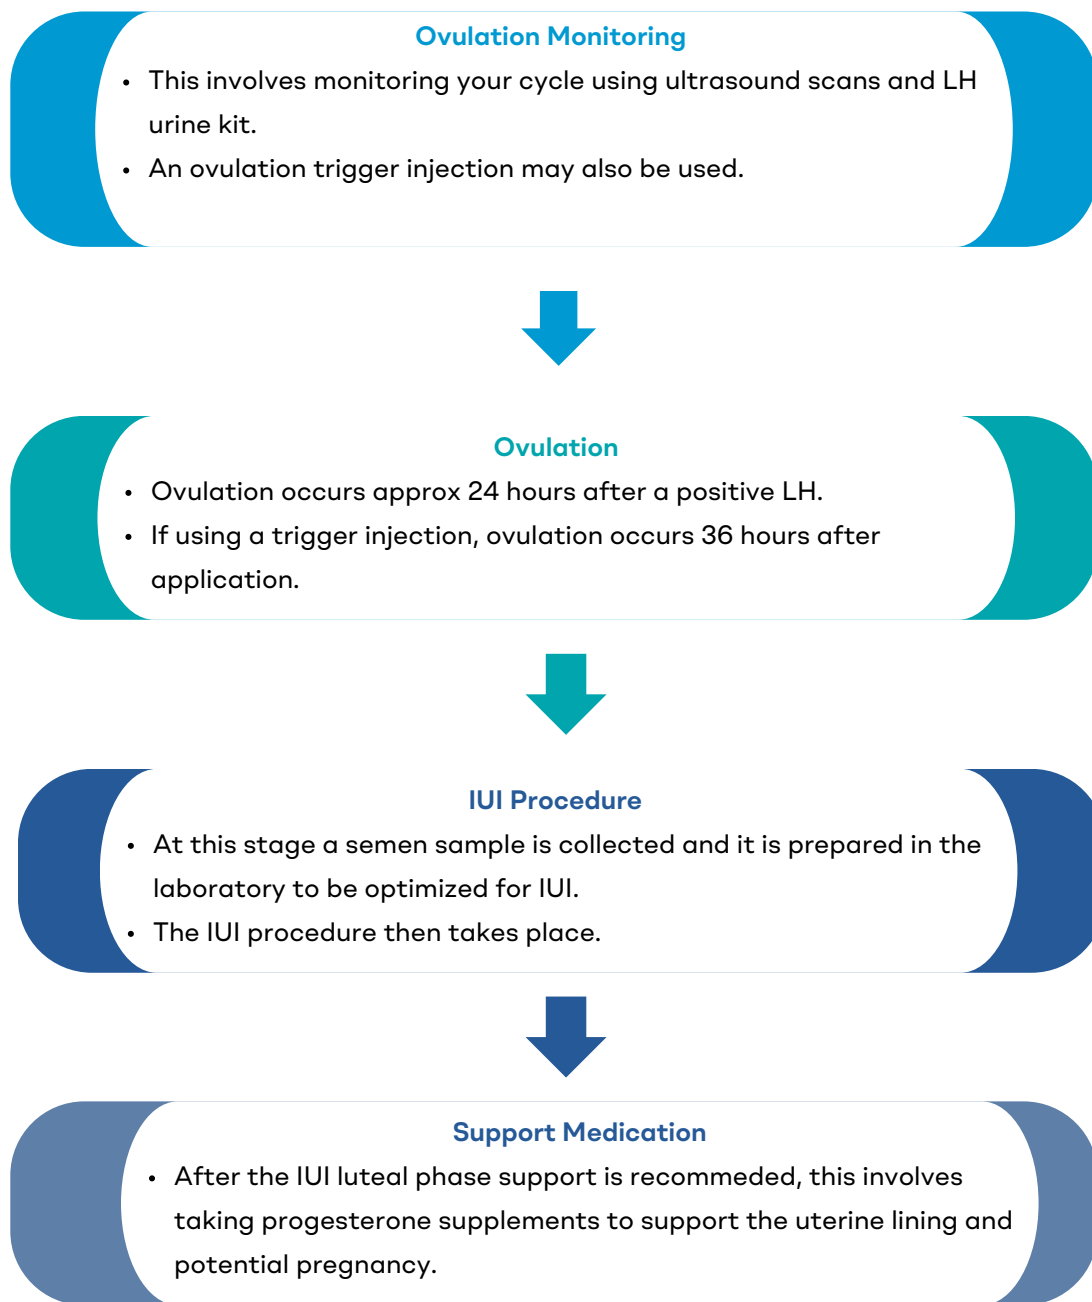 Ovulation Monitoring
• This involves monitoring your cycle using ultrasound scans and LH
urine kit.
• An ovulation trigger injection may also be used.
Ovulation
• Ovulation occurs approx 24 hours after a positive LH.
• If using a trigger injection, ovulation occurs 36 hours after
application.
IUI Procedure
• At this stage a semen sample is collected and it is prepared in the
laboratory to be optimized for IUI.
• The IUI procedure then takes place.
Support Medication
• After the IUI luteal phase support is recommeded, this involves
taking progesterone supplements to support the uterine lining and
potential pregnancy.